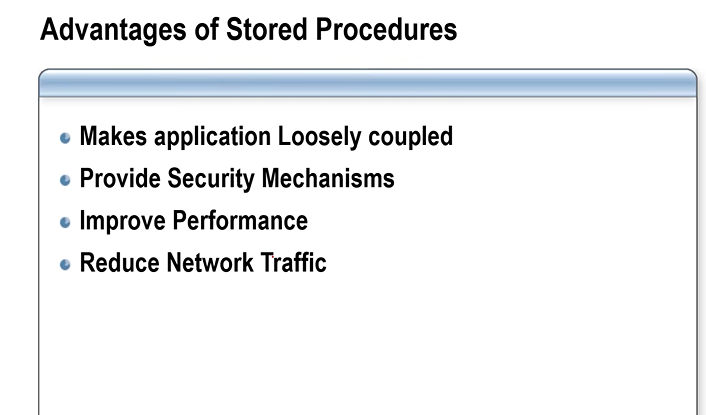 Advantages of Stored Procedures
Makes application Loosely coupled
Provide Security Mechanisms
Improve Performance
Reduce Network Traffic